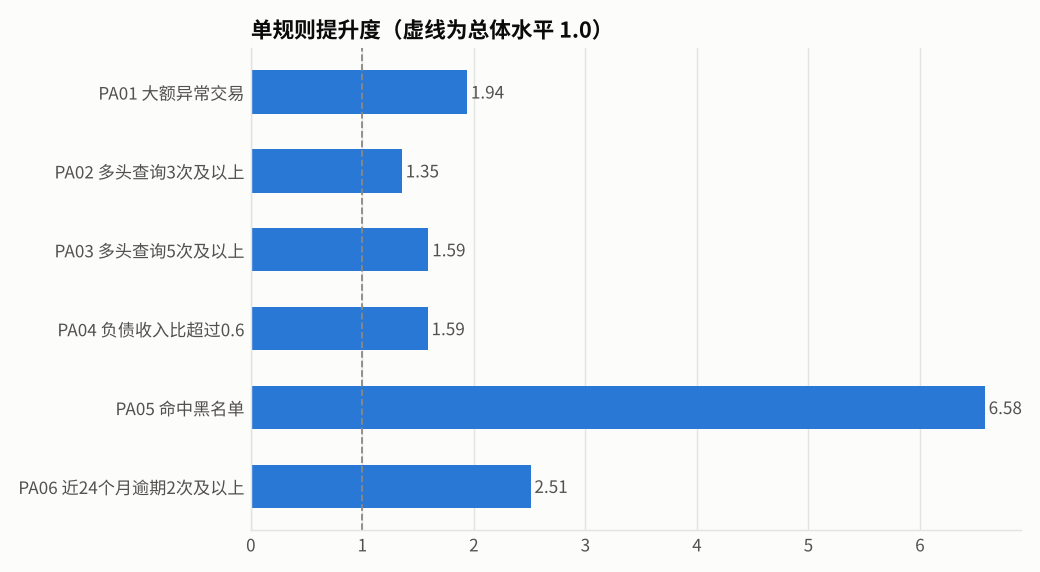 单规则提升度（虚线为总体水平 1.0）
PA01 大额异常交易 1.94
PA02 多头查询3次及以上 1.35
PA03 多头查询5次及以上 1.59
PA04 负债收入比超过0.6 1.59
PA05 命中黑名单 6.58
PA06 近24个月逾期2次及以上 2.51
0 1 2 3 4 5 6